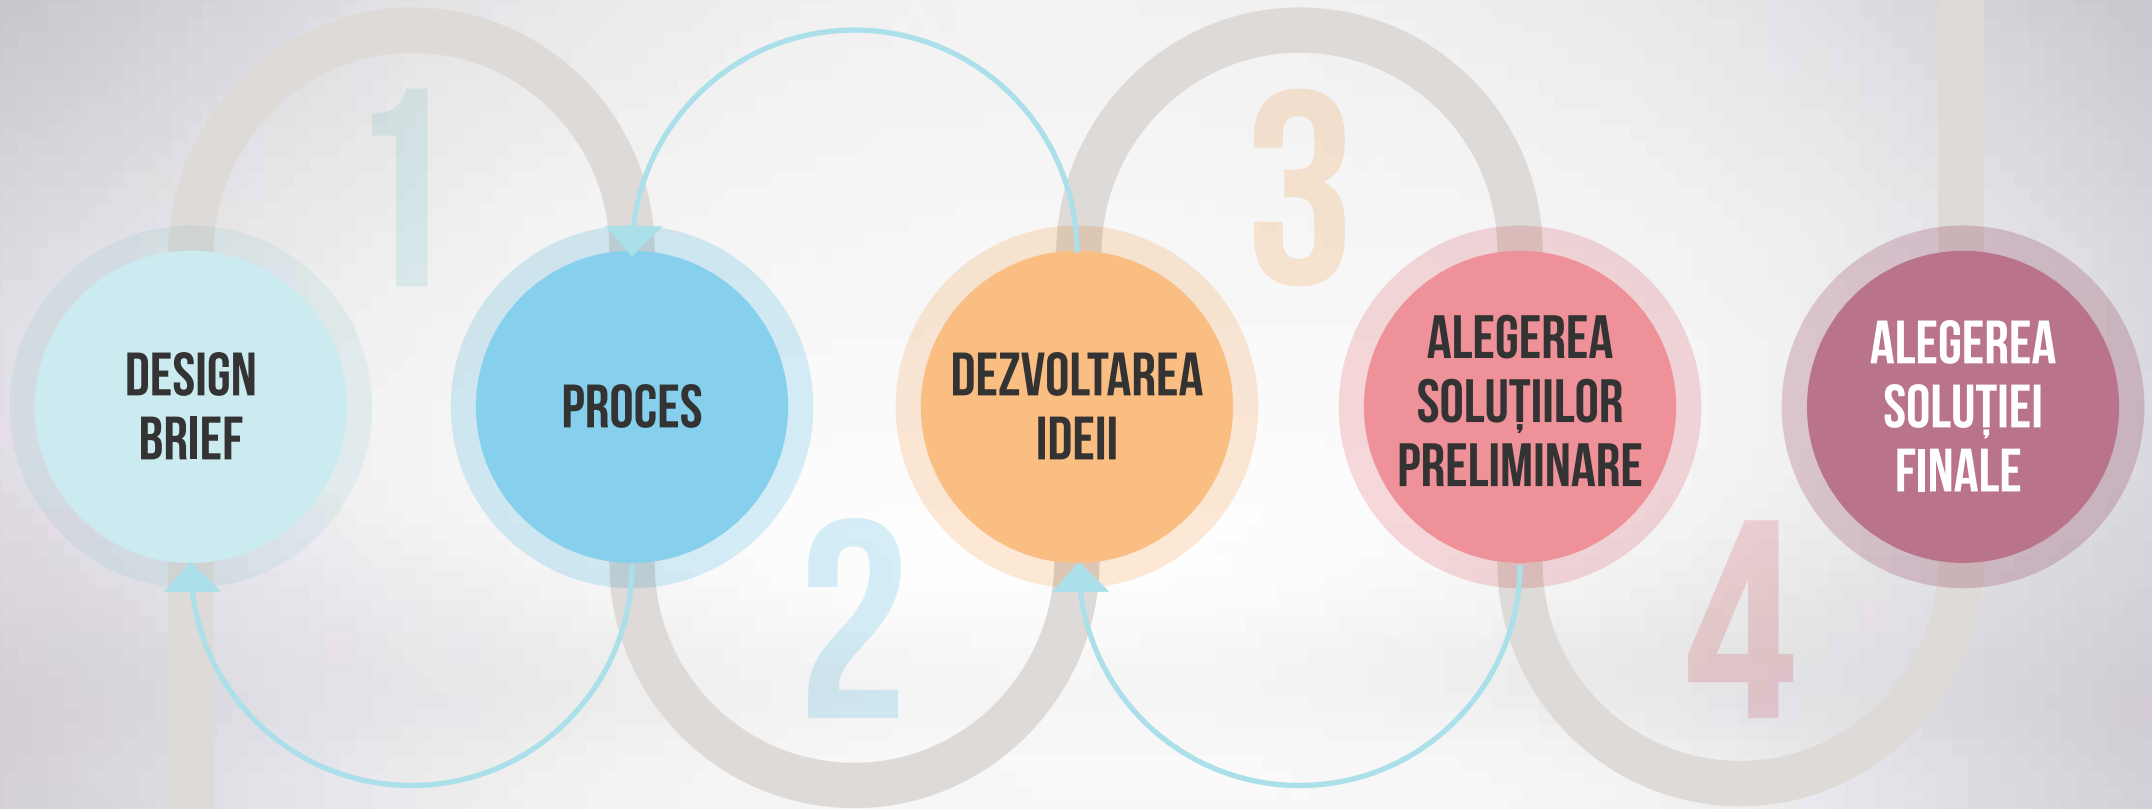 1
3
DESIGN
BRIEF
PROCES
DEZVOLTAREA
IDEII
ALEGEREA
SOLUȚIILOR
PRELIMINARE
ALEGEREA
SOLUȚIEI
FINALE
2
4